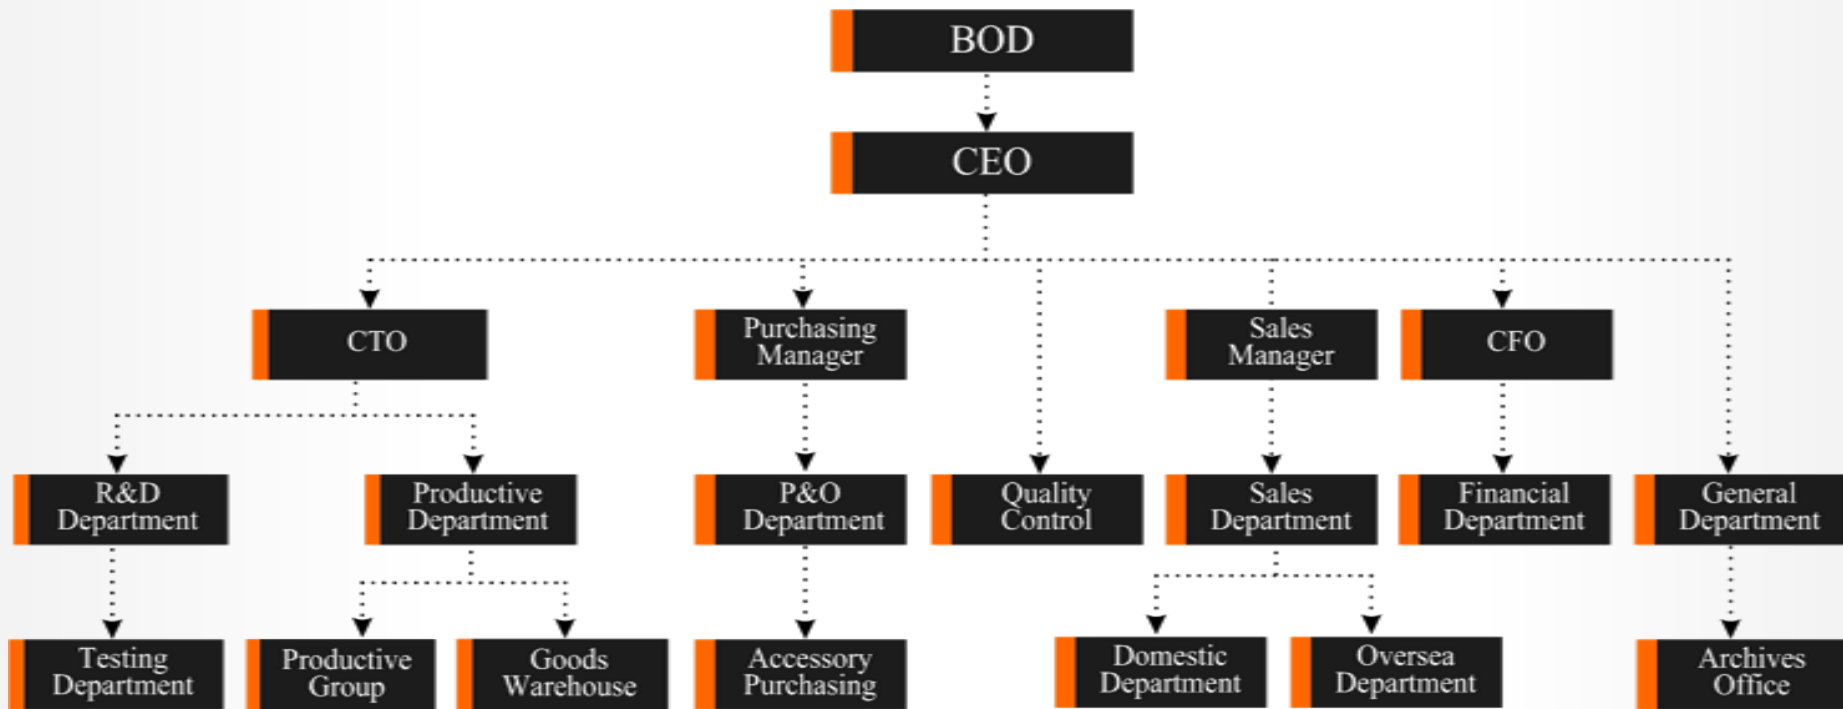 BOD
CEO
CTO
Purchasing
Manager
Sales
Manager
CFO
R&D
Department
Productive
Department
P&O
Department
Quality
Control
Sales
Department
Financial
Department
General
Department
Testing
Department
Productive
Group
Goods
Warehouse
Accessory
Purchasing
Domestic
Department
Oversea
Department
Archives
Office